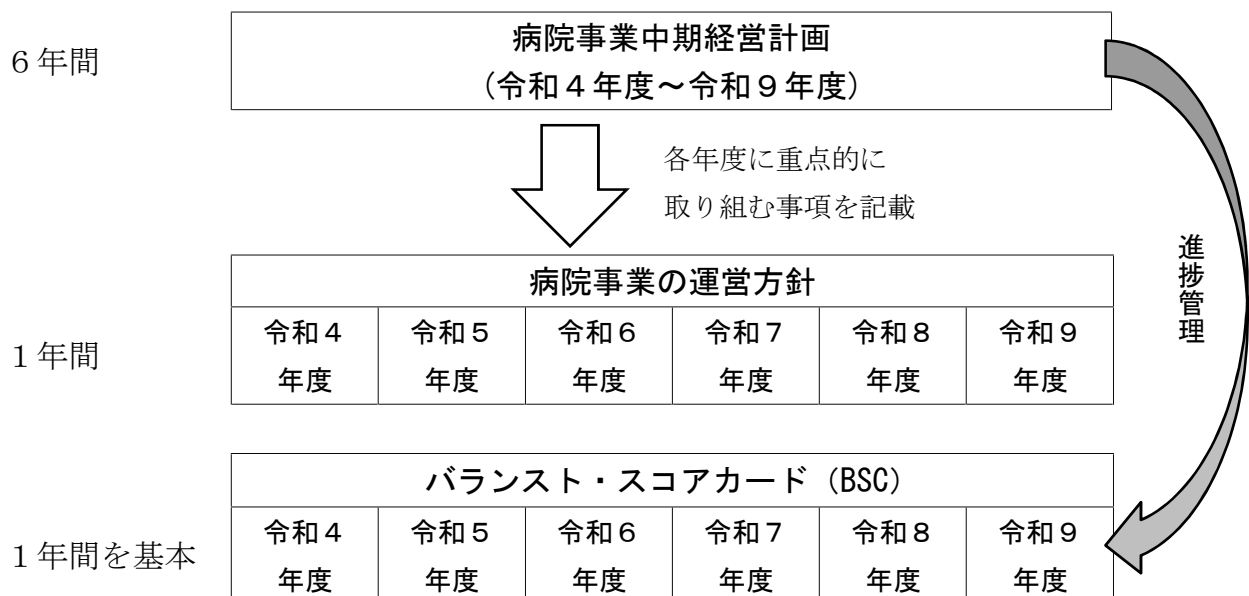 ６年間
病院事業中期経営計画
（令和４年度～令和９年度）
各年度に重点的に
取り組む事項を記載
進捗管理
１年間
病院事業の運営方針
令和４
年度
令和５
年度
令和６
年度
令和７
年度
令和８
年度
令和９
年度
１年間を基本
バランスト・スコアカード（BSC）
令和４
年度
令和５
年度
令和６
年度
令和７
年度
令和８
年度
令和９
年度